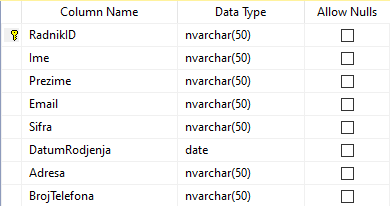 Column Name Data Type Allow Nulls
RadnikID nvarchar(50)
Ime nvarchar(50)
Prezime nvarchar(50)
Email nvarchar(50)
Sifra nvarchar(50)
DatumRodjenja date
Adresa nvarchar(50)
BrojTelefona nvarchar(50)